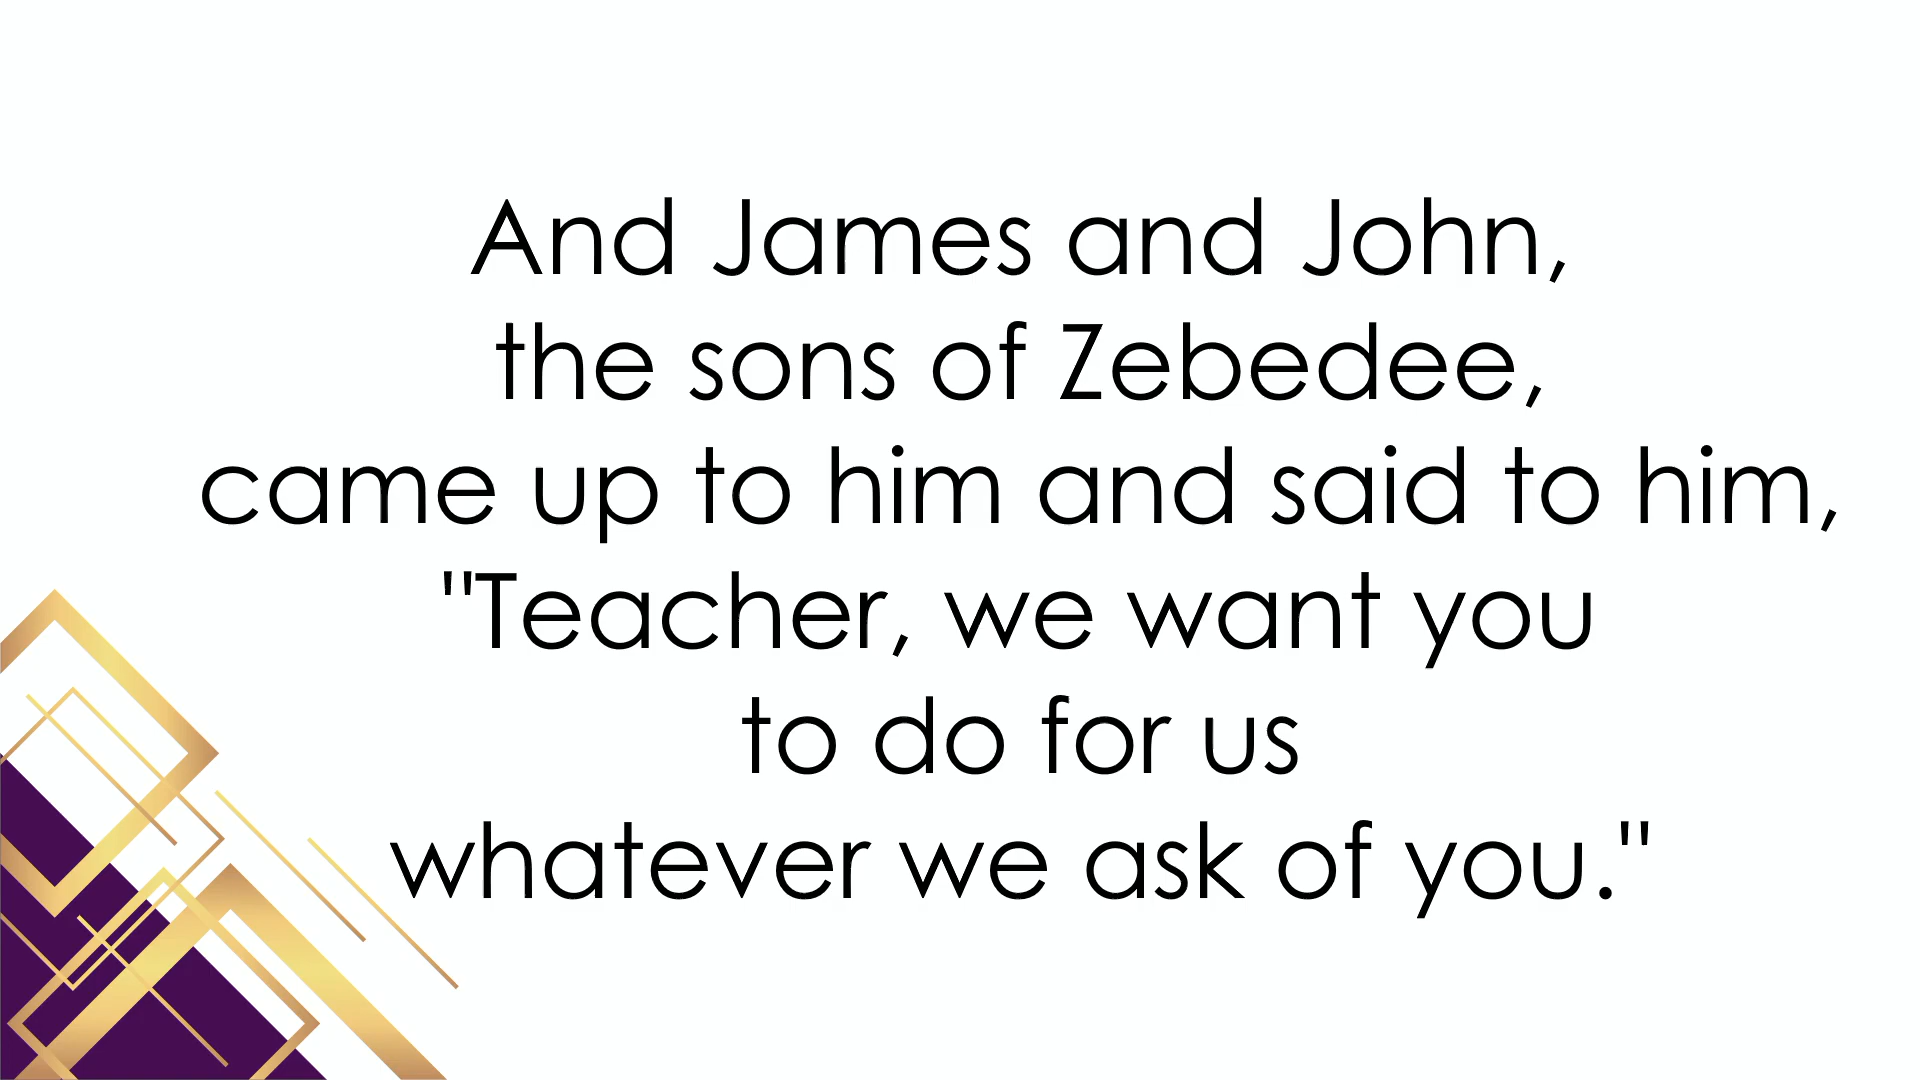 And James and John,
the sons of Zebedee,
came up to him and said to him,
"Teacher, we want you
to do for us
whatever we ask of you."